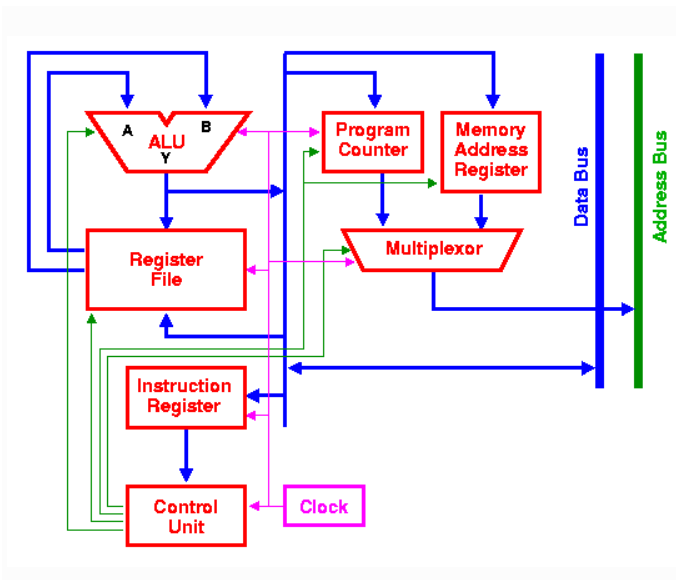 A
B
ALU
Y
Program
Counter
Memory
Address
Register
Data Bus
Address Bus
Register
File
Multiplexor
Instruction
Register
Control
Unit
Clock